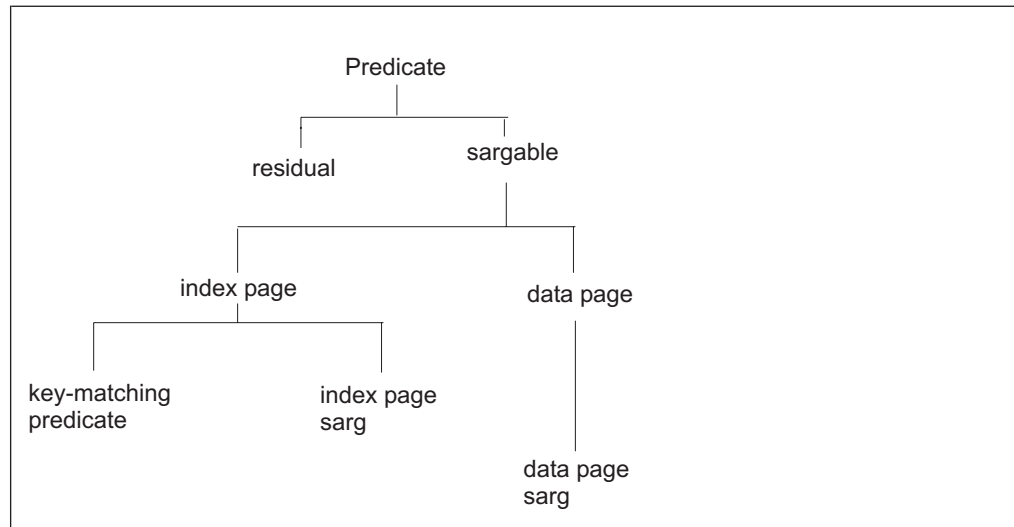 Predicate
residual
sargable
index page
data page
key-matching
predicate
index page
sarg
data page
sarg